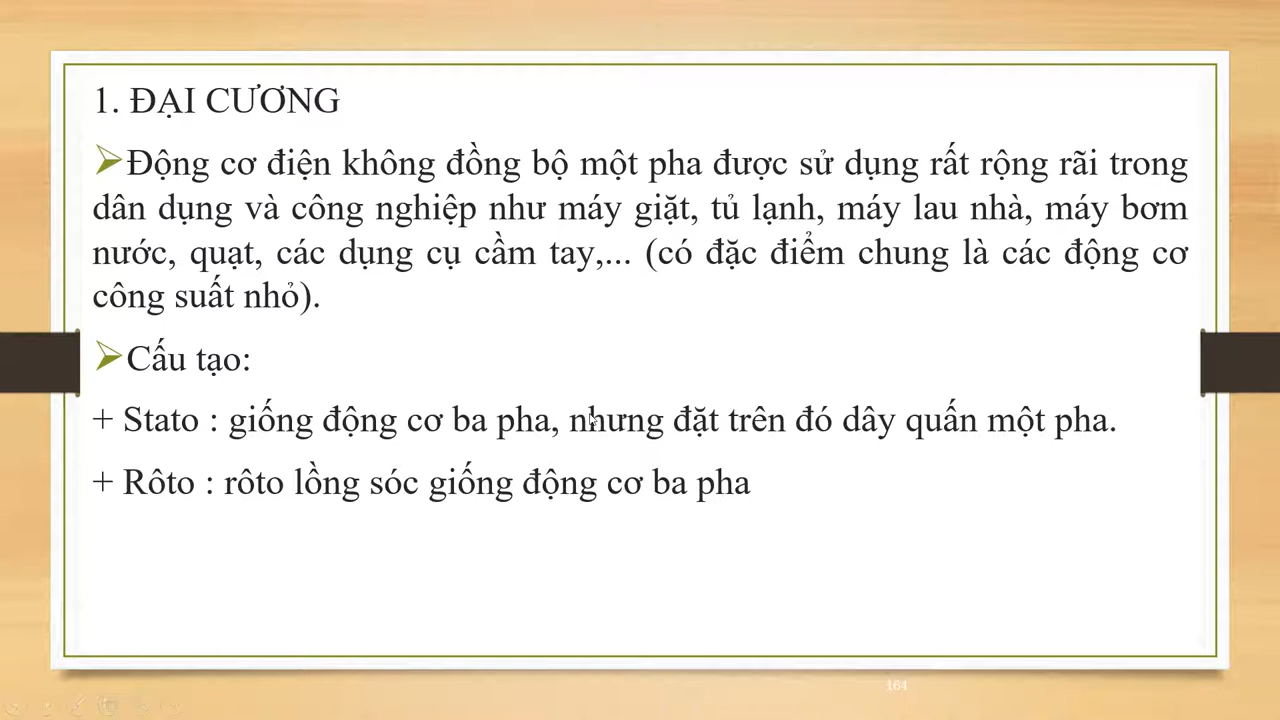 1. ĐẠI CƯƠNG
Động cơ điện không đồng bộ một pha được sử dụng rất rộng rãi trong
dân dụng và công nghiệp như máy giặt, tủ lạnh, máy lau nhà, máy bơm
nước, quạt, các dụng cụ cầm tay,... (có đặc điểm chung là các động cơ
công suất nhỏ).
Cấu tạo:
+ Stato : giống động cơ ba pha, nhưng đặt trên đó dây quấn một pha.
+ Rôto : rôto lồng sóc giống động cơ ba pha
164